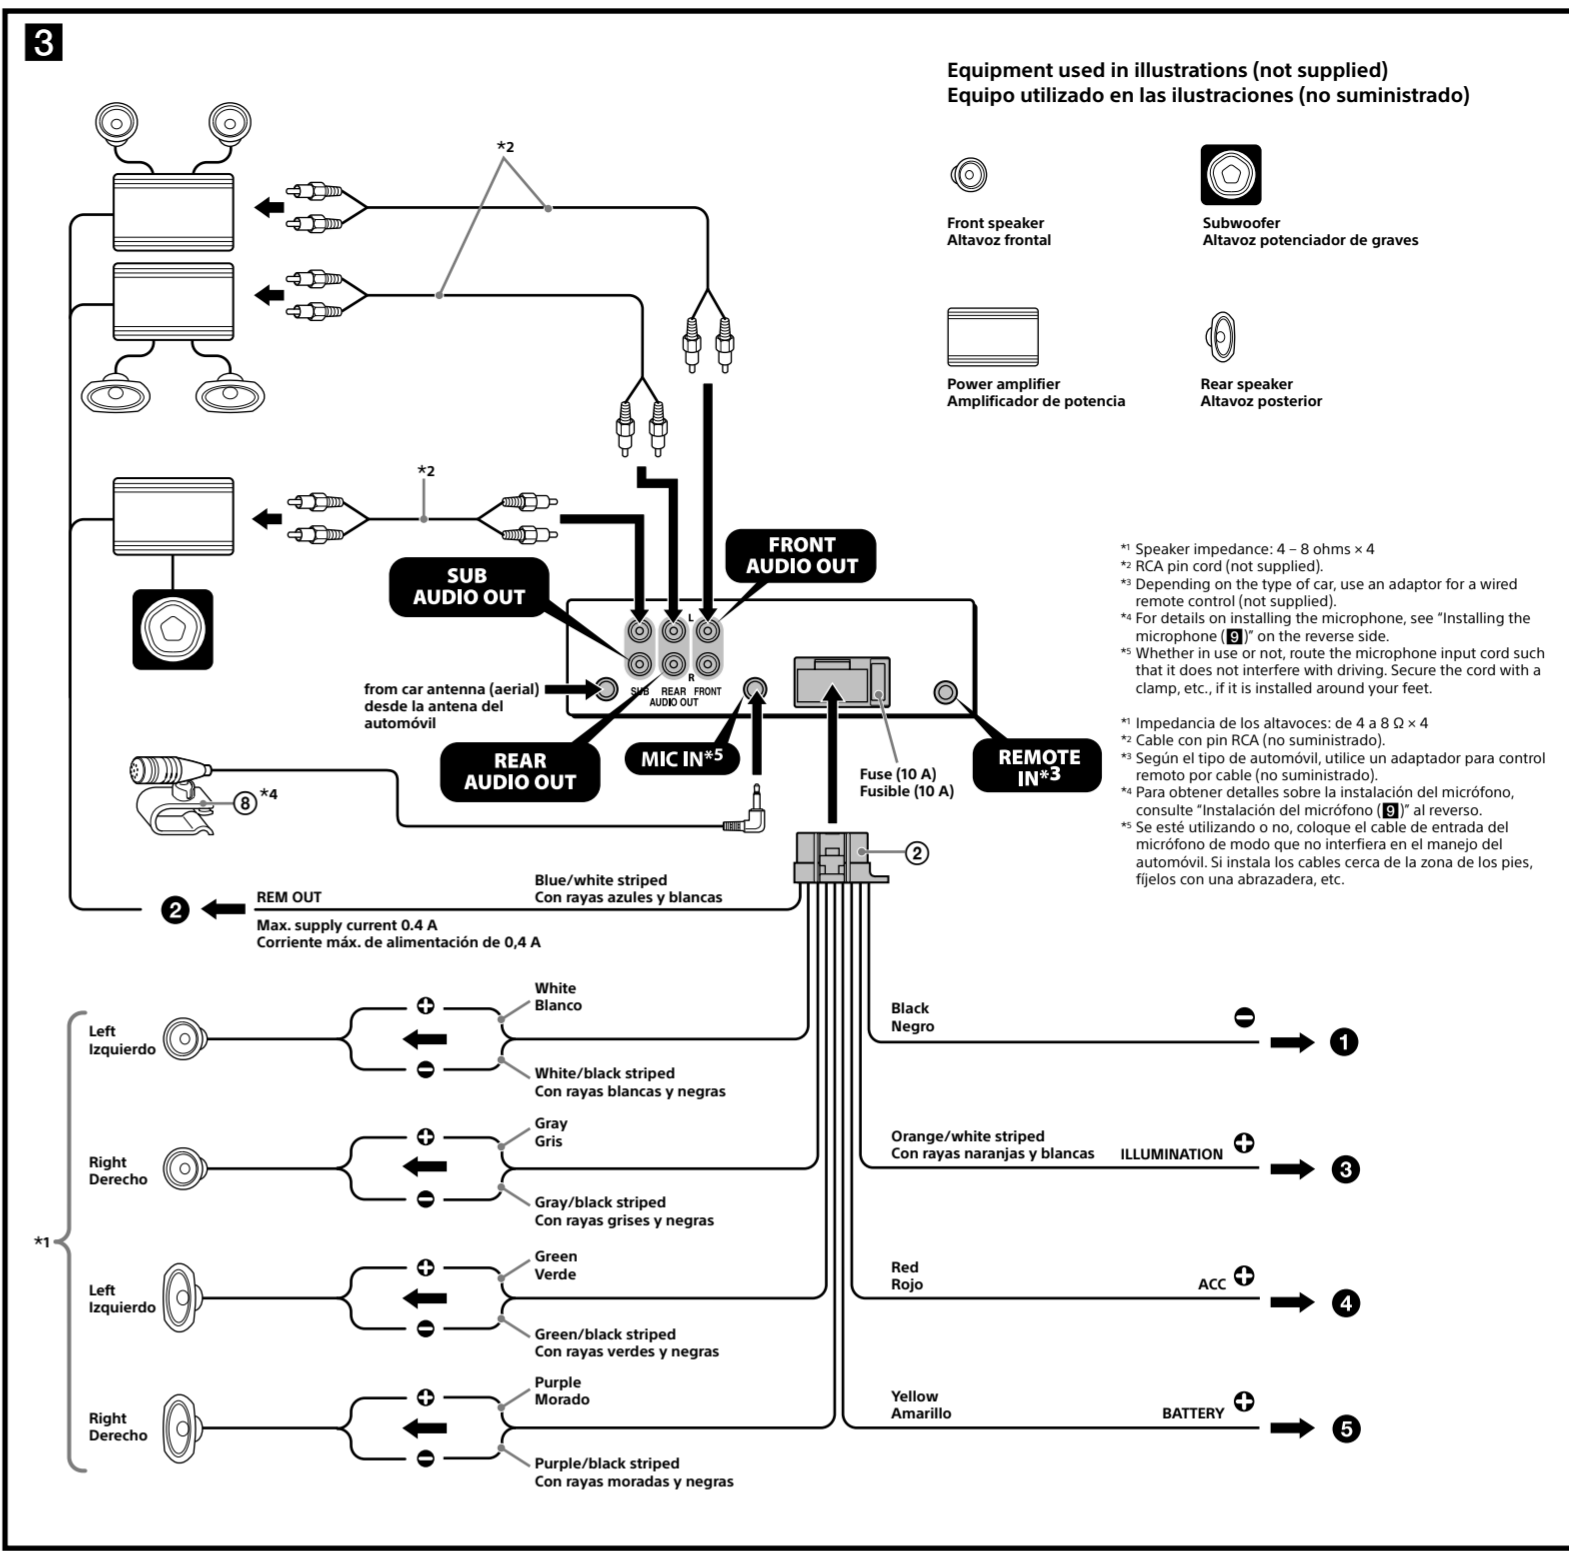 3
Equipment used in illustrations (not supplied)
Equipo utilizado en las ilustraciones (no suministrado)
*2
Front speaker
Altavoz frontal
Subwoofer
Altavoz potenciador de graves
Power amplifier
Amplificador de potencia
Rear speaker
Altavoz posterior
*2
FRONT
AUDIO OUT
SUB
AUDIO OUT
*1 Speaker impedance: 4 – 8 ohms × 4
*2 RCA pin cord (not supplied).
*3 Depending on the type of car, use an adaptor for a wired
remote control (not supplied).
*4 For details on installing the microphone, see "Installing the
microphone (9)" on the reverse side.
*5 Whether in use or not, route the microphone input cord such
that it does not interfere with driving. Secure the cord with a
clamp, etc., if it is installed around your feet.
*1 Impedancia de los altavoces: de 4 a 8 Ω × 4
*2 Cable con pin RCA (no suministrado).
*3 Según el tipo de automóvil, utilice un adaptador para control
remoto por cable (no suministrado).
*4 Para obtener detalles sobre la instalación del micrófono,
consulte "Instalación del micrófono (9)" al reverso.
*5 Se esté utilizando o no, coloque el cable de entrada del
micrófono de modo que no interfiera en el manejo del
automóvil. Si instala los cables cerca de la zona de los pies,
fíjelos con una abrazadera, etc.
L
R
SUB REAR FRONT
AUDIO OUT
from car antenna (aerial)
desde la antena del
automóvil
REAR
AUDIO OUT
MIC IN*5
Fuse (10 A)
Fusible (10 A)
REMOTE
IN*3
8 *4
2
Blue/white striped
Con rayas azules y blancas
2
REM OUT
Max. supply current 0.4 A
Corriente máx. de alimentación de 0,4 A
*1
Left
Izquierdo
+
−
White
Blanco
White/black striped
Con rayas blancas y negras
Black
Negro
−
1
Right
Derecho
+
−
Gray
Gris
Gray/black striped
Con rayas grises y negras
Orange/white striped
Con rayas naranjas y blancas
ILLUMINATION +
3
Left
Izquierdo
+
−
Green
Verde
Green/black striped
Con rayas verdes y negras
Red
Rojo
ACC +
4
Right
Derecho
+
−
Purple
Morado
Purple/black striped
Con rayas moradas y negras
Yellow
Amarillo
BATTERY +
5